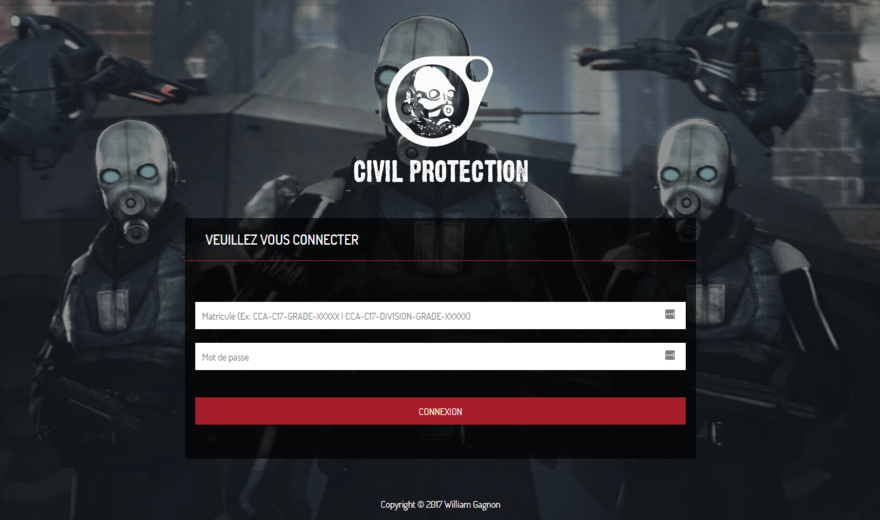 CIVIL PROTECTION
VEUILLEZ VOUS CONNECTER
Matricule (Ex: CCA-C17-GRADE-XXXXX | CCA-C17-DIVISION-GRADE-XXXXX)
Mot de passe
CONNEXION
Copyright © 2017 William Gagnon